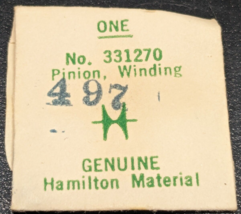 ONE
No. 331270
Pinion, Winding
497
GENUINE
Hamilton Material